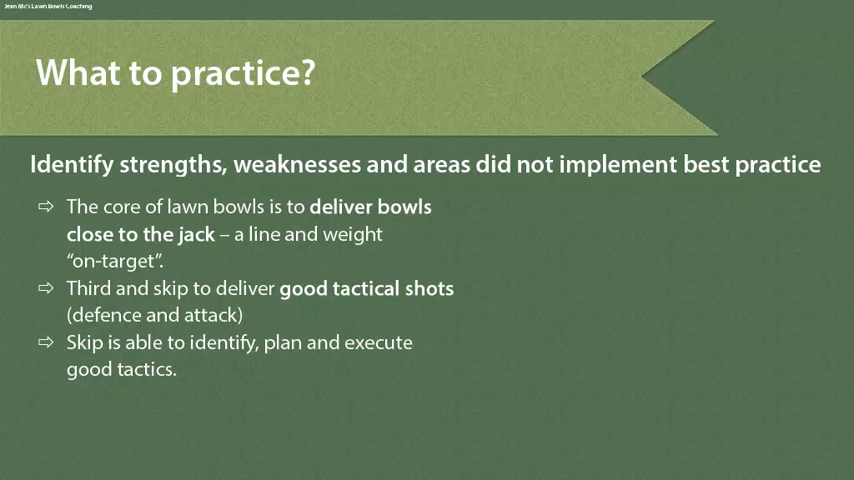 Jean Mc's Lawn Bowls Coaching
What to practice?
Identify strengths, weaknesses and areas did not implement best practice
⇨ The core of lawn bowls is to deliver bowls
close to the jack – a line and weight
“on-target”.
⇨ Third and skip to deliver good tactical shots
(defence and attack)
⇨ Skip is able to identify, plan and execute
good tactics.